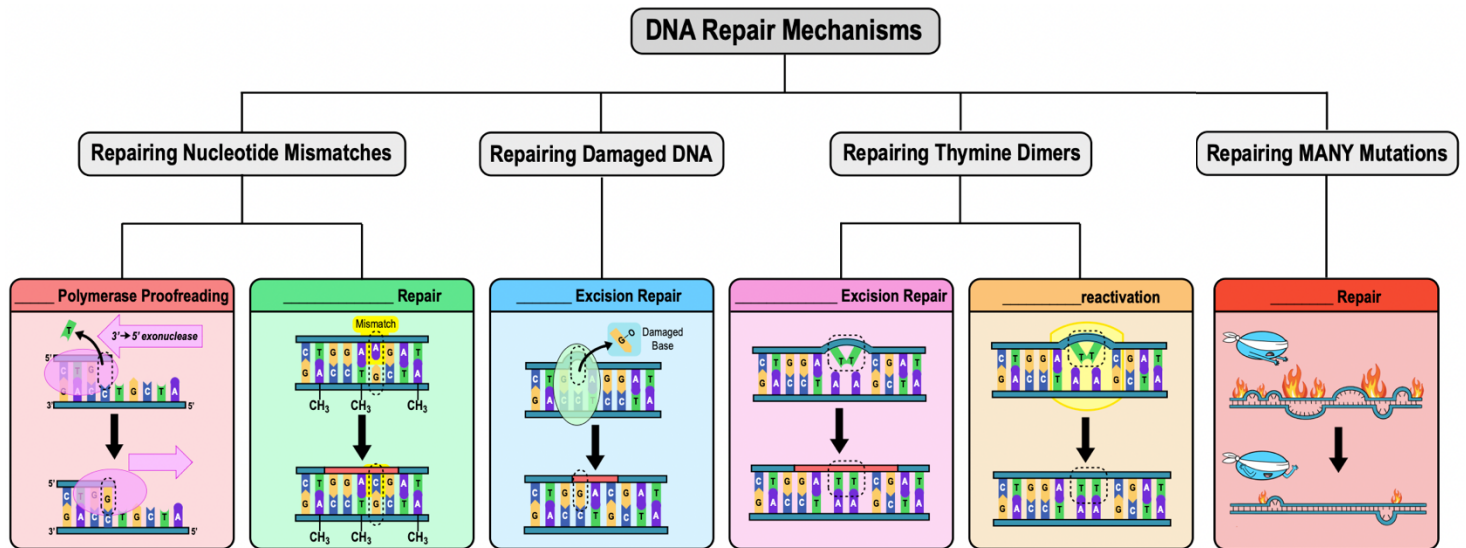 DNA Repair Mechanisms
Repairing Nucleotide Mismatches
Repairing Damaged DNA
Repairing Thymine Dimers
Repairing MANY Mutations
_____ Polymerase Proofreading
T
3'→ 5' exonuclease
5'
C T G
G A C C T G C T A
3' 5'
5'
C T G G
G A C C T G C T A
3' 5'
______________ Repair
Mismatch
C T G G A A G A T
G A C C T G C T A
CH₃ CH₃ CH₃
C T G G A C G A T
G A C C T G C T A
CH₃ CH₃ CH₃
_______ Excision Repair
G-O
Damaged
Base
C T G
C T G G A C G A T
G A C C T G C T A
__________ Excision Repair
T T
C T G G A C G A T
G A C C T A A G C T A
C T G G A T T C G A T
G A C C T A A G C T A
__________reactivation
T T
C T G G A C G A T
G A C C T A A G C T A
C T G G A T T C G A T
G A C C T A A G C T A
________ Repair